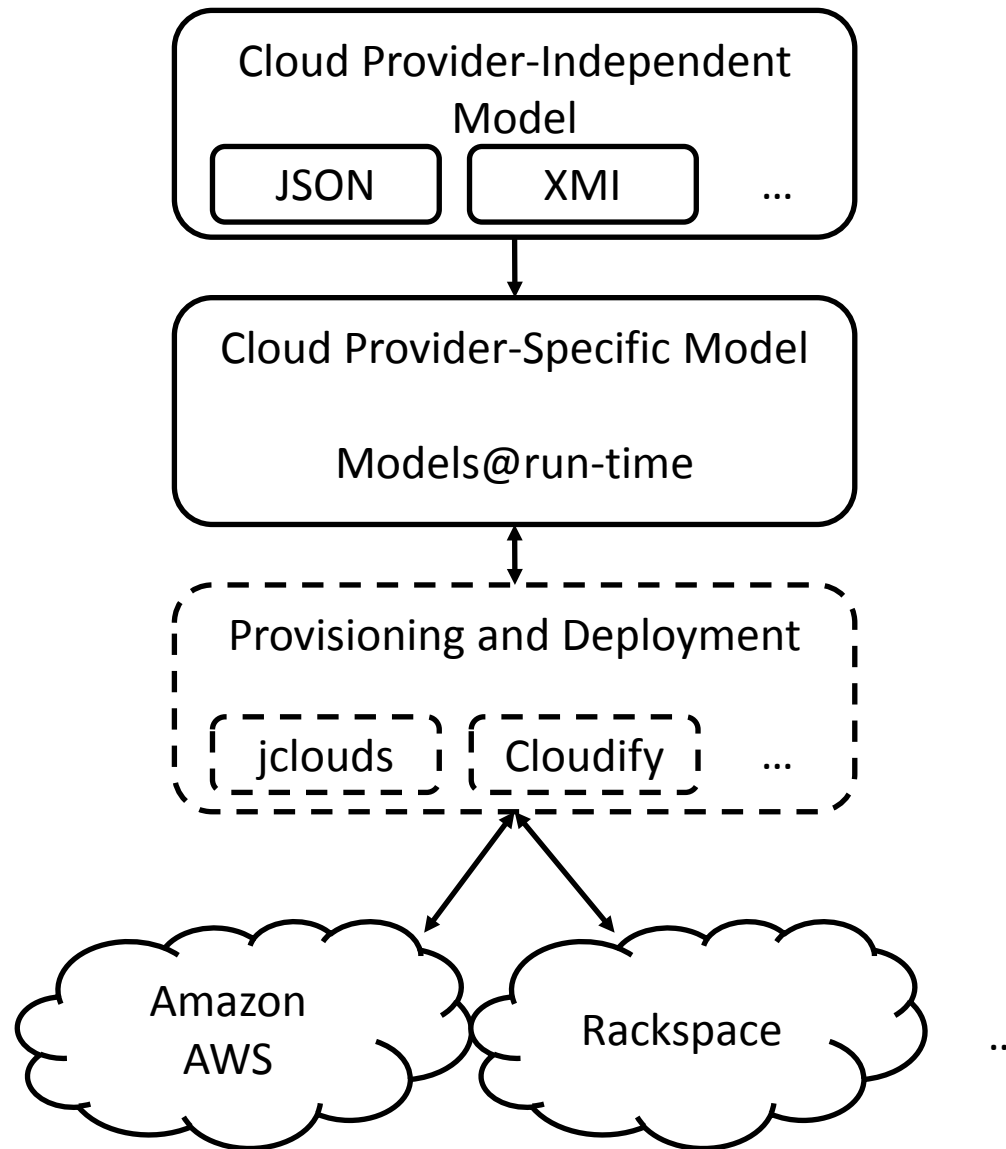 Cloud Provider-Independent
Model
JSON XMI ...
Cloud Provider-Specific Model
Models@run-time
Provisioning and Deployment
jclouds Cloudify ...
Amazon
AWS
Rackspace
...